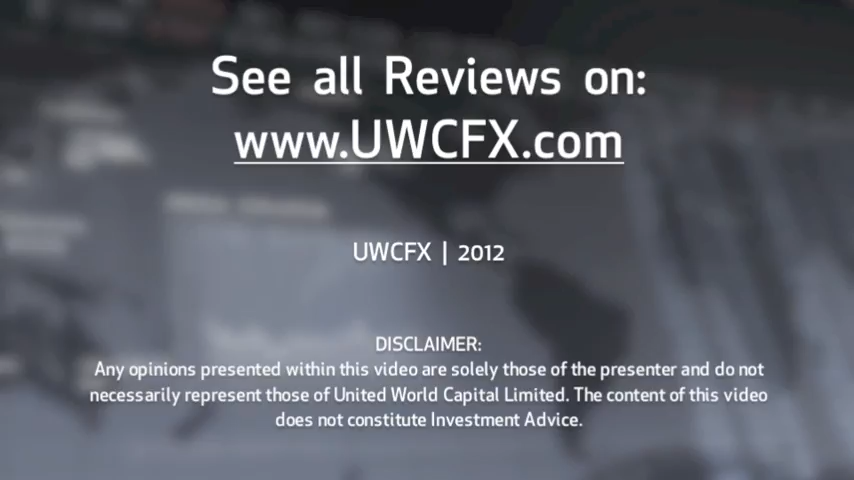 See all Reviews on:
www.UWCFX.com
UWCFX | 2012
DISCLAIMER:
Any opinions presented within this video are solely those of the presenter and do not
necessarily represent those of United World Capital Limited. The content of this video
does not constitute Investment Advice.